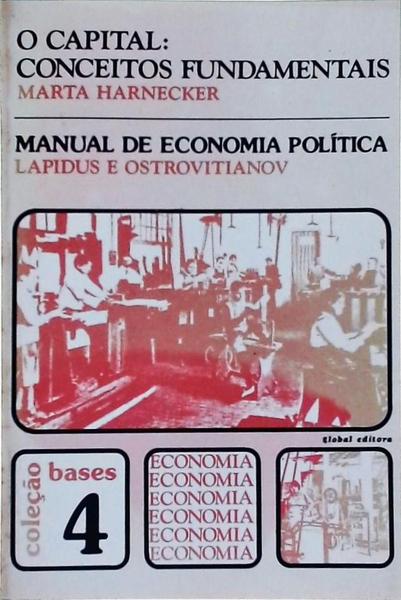 O CAPITAL:
CONCEITOS FUNDAMENTAIS
MARTA HARNECKER
MANUAL DE ECONOMIA POLÍTICA
LAPIDUS E OSTROVITIANOV
global editora
coleção
bases
4
ECONOMIA
ECONOMIA
ECONOMIA
ECONOMIA
ECONOMIA
ECONOMIA